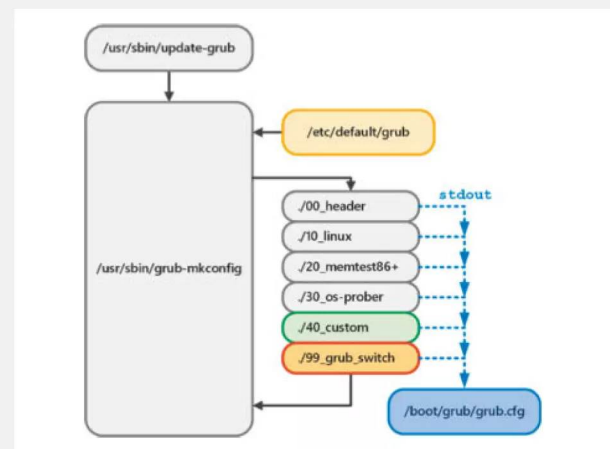 /usr/sbin/update-grub
/etc/default/grub
stdout
./00_header
./10_linux
./20_memtest86+
/usr/sbin/grub-mkconfig
./30_os-prober
./40_custom
./99_grub_switch
/boot/grub/grub.cfg